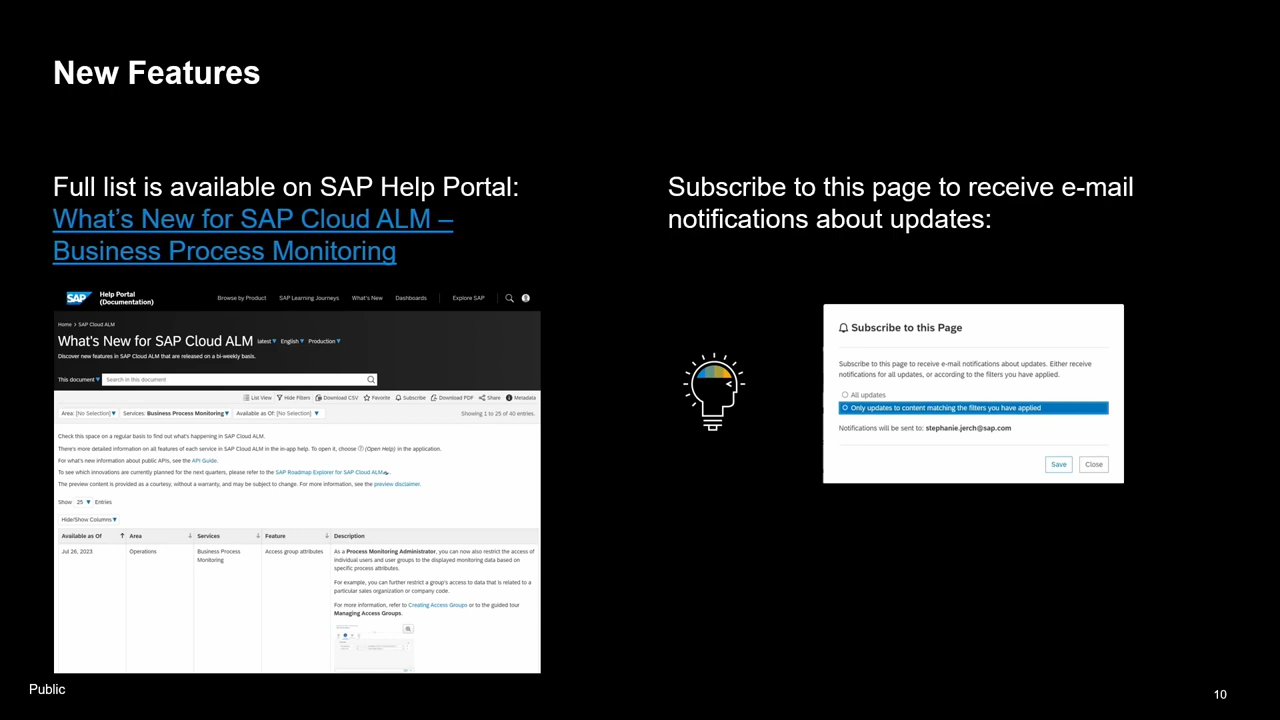 New Features
Full list is available on SAP Help Portal:
What's New for SAP Cloud ALM –
Business Process Monitoring
SAP
Help Portal
(Documentation)
Browse by Product
SAP Learning Journeys
What's New
Dashboards
Explore SAP
Home > SAP Cloud ALM
What's New for SAP Cloud ALM latest English Production
Discover new features in SAP Cloud ALM that are released on a bi-weekly basis.
This document Search in this document
List View Hide Filters Download CSV Favorite Subscribe Download PDF Share Metadata
Area: [No Selection] Services: Business Process Monitoring Available as Of: [No Selection] Showing 1 to 25 of 40 entries.
Check this space on a regular basis to find out what's happening in SAP Cloud ALM.
There's more detailed information on all features of each service in SAP Cloud ALM in the in-app help. To open it, choose (Open Help) in the application.
For what's new information about public APIs, see the API Guide.
To see which innovations are currently planned for the next quarters, please refer to the SAP Roadmap Explorer for SAP Cloud ALM.
The preview content is provided as a courtesy, without a warranty, and may be subject to change. For more information, see the preview disclaimer.
Show 25 Entries
Hide/Show Columns
Available as Of Area Services Feature Description
Jul 26, 2023
Operations
Business Process
Monitoring
Access group attributes
As a Process Monitoring Administrator, you can now also restrict the access of
individual users and user groups to the displayed monitoring data based on
specific process attributes.
For example, you can further restrict a group's access to data that is related to a
particular sales organization or company code.
For more information, refer to Creating Access Groups or to the guided tour
Managing Access Groups.
Subscribe to this page to receive e-mail
notifications about updates:
Subscribe to this Page
Subscribe to this page to receive e-mail notifications about updates. Either receive
notifications for all updates, or according to the filters you have applied.
All updates
Only updates to content matching the filters you have applied
Notifications will be sent to: stephanie.jerch@sap.com
Save Close
Public
10